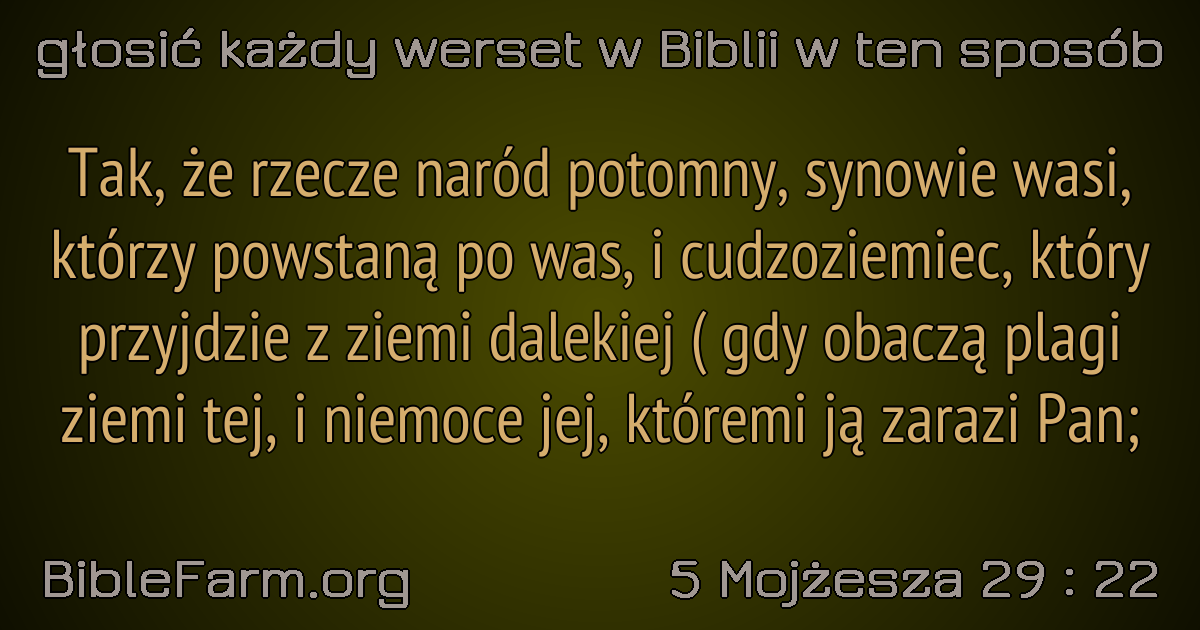 głosić każdy werset w Biblii w ten sposób
Tak, że rzecze naród potomny, synowie wasi,
którzy powstaną po was, i cudzoziemiec, który
przyjdzie z ziemi dalekiej ( gdy obaczą plagi
ziemi tej, i niemoce jej, któremi ją zarazi Pan;
BibleFarm.org
5 Mojżesza 29 : 22